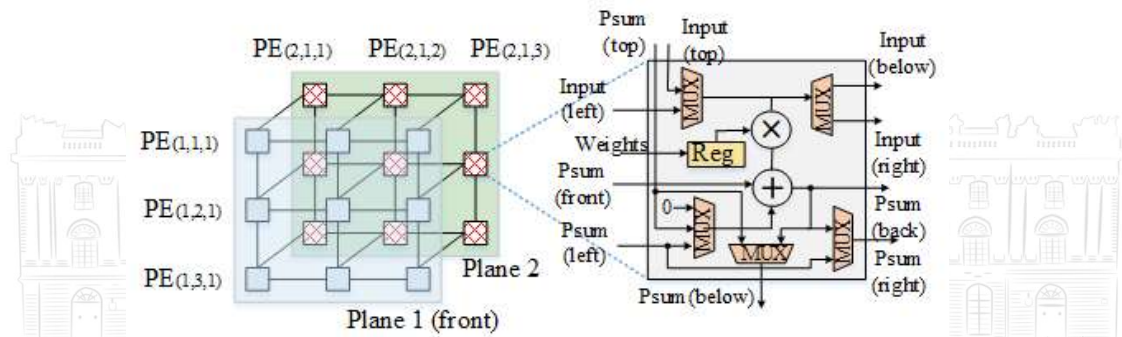 PE(2,1,1) PE(2,1,2) PE(2,1,3)
PE(1,1,1)
PE(1,2,1)
PE(1,3,1)
Plane 2
Plane 1 (front)
Psum
(top)
Input
(top)
Input
(below)
Input
(left)
MUX
MUX
×
Weights
Reg
Input
(right)
Psum
(front)
+
0
MUX
MUX
MUX
Psum
(back)
Psum
(left)
Psum
(right)
Psum (below)